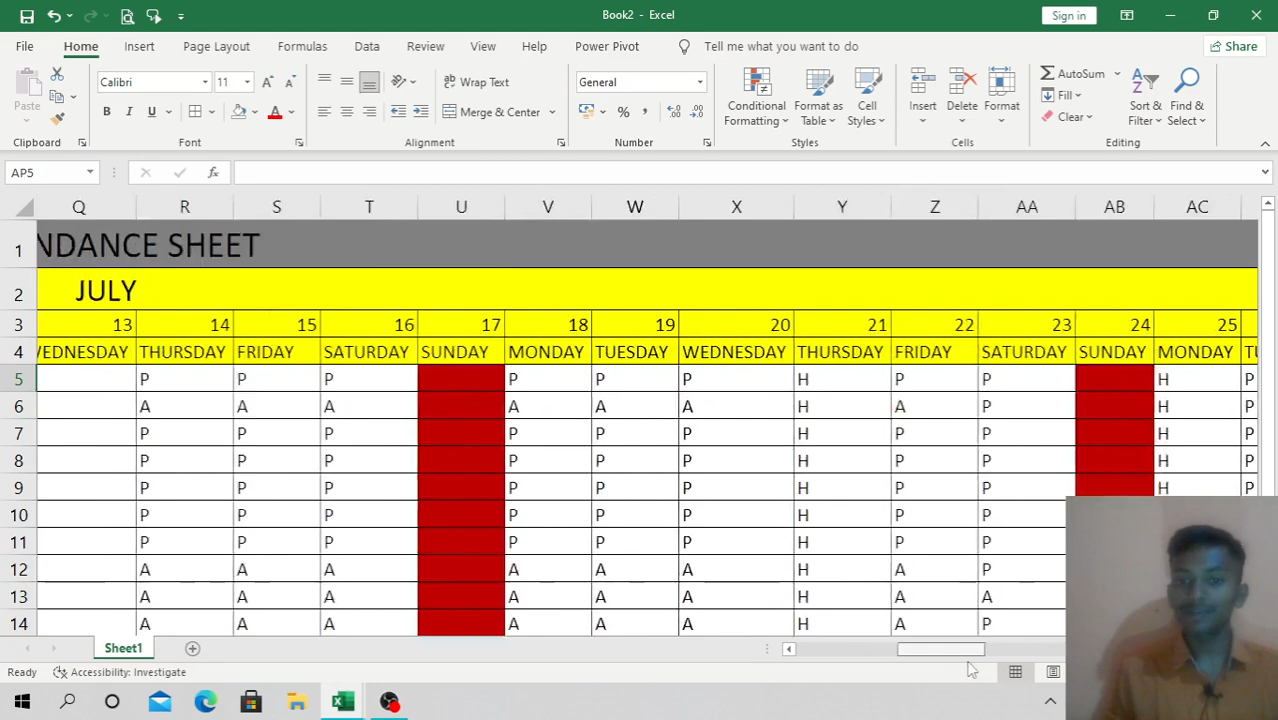 Book2 - Excel
Sign in
File Home Insert Page Layout Formulas Data Review View Help Power Pivot Tell me what you want to do Share
Paste
Calibri 11
B I U
Wrap Text
Merge & Center
General
%
Conditional Formatting
Format as Table
Cell Styles
Insert
Delete
Format
AutoSum
Fill
Clear
Sort & Filter
Find & Select
Clipboard Font Alignment Number Styles Cells Editing
AP5 fx
Q R S T U V W X Y Z AA AB AC
1 NDANCE SHEET
2 JULY
3 13 14 15 16 17 18 19 20 21 22 23 24 25
4 WEDNESDAY THURSDAY FRIDAY SATURDAY SUNDAY MONDAY TUESDAY WEDNESDAY THURSDAY FRIDAY SATURDAY SUNDAY MONDAY TU
5 P P P P P P H P P H P
6 A A A A A A H A P H P
7 P P P P P P H P P H P
8 P P P P P P H P P H P
9 P P P P P P H P P H P
10 P P P P P P H P P
11 P P P P P P H P P
12 A A A A A A H A P
13 A A A A A A H A A
14 A A A A A A H A P
Sheet1
Ready Accessibility: Investigate